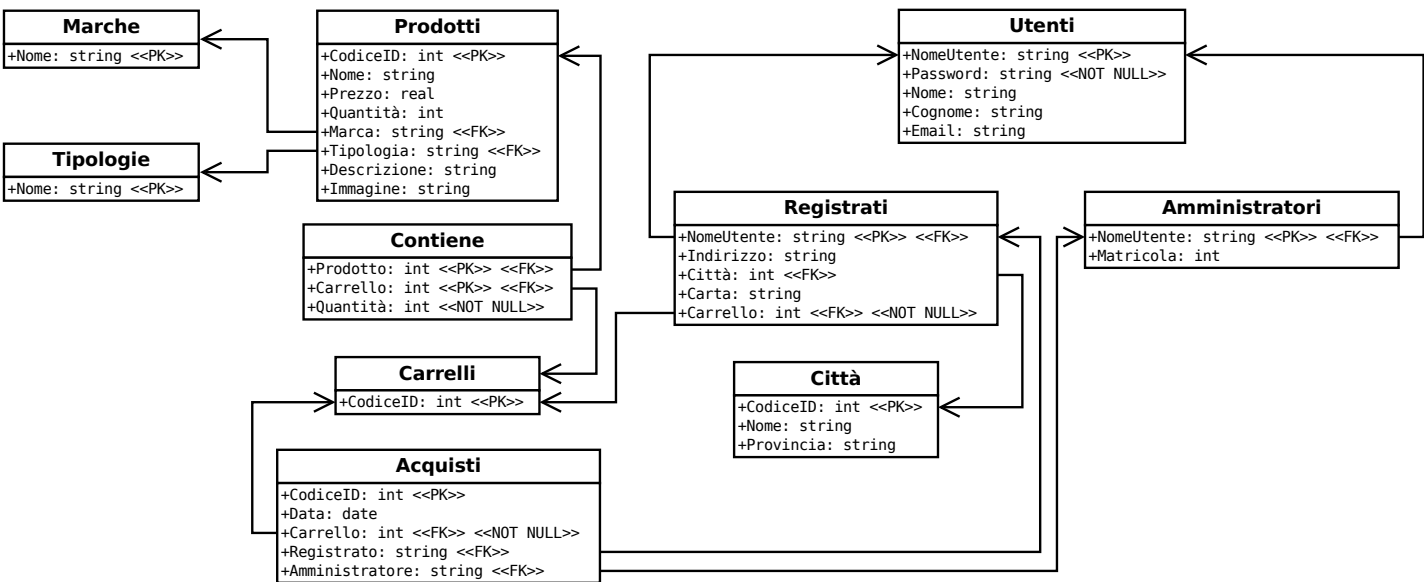 Marche
+Nome: string <<PK>>
Tipologie
+Nome: string <<PK>>
Prodotti
+CodiceID: int <<PK>>
+Nome: string
+Prezzo: real
+Quantità: int
+Marca: string <<FK>>
+Tipologia: string <<FK>>
+Descrizione: string
+Immagine: string
Utenti
+NomeUtente: string <<PK>>
+Password: string <<NOT NULL>>
+Nome: string
+Cognome: string
+Email: string
Contiene
+Prodotto: int <<PK>> <<FK>>
+Carrello: int <<PK>> <<FK>>
+Quantità: int <<NOT NULL>>
Registrati
+NomeUtente: string <<PK>> <<FK>>
+Indirizzo: string
+Città: int <<FK>>
+Carta: string
+Carrello: int <<FK>> <<NOT NULL>>
Amministratori
+NomeUtente: string <<PK>> <<FK>>
+Matricola: int
Carrelli
+CodiceID: int <<PK>>
Città
+CodiceID: int <<PK>>
+Nome: string
+Provincia: string
Acquisti
+CodiceID: int <<PK>>
+Data: date
+Carrello: int <<FK>> <<NOT NULL>>
+Registrato: string <<FK>>
+Amministratore: string <<FK>>